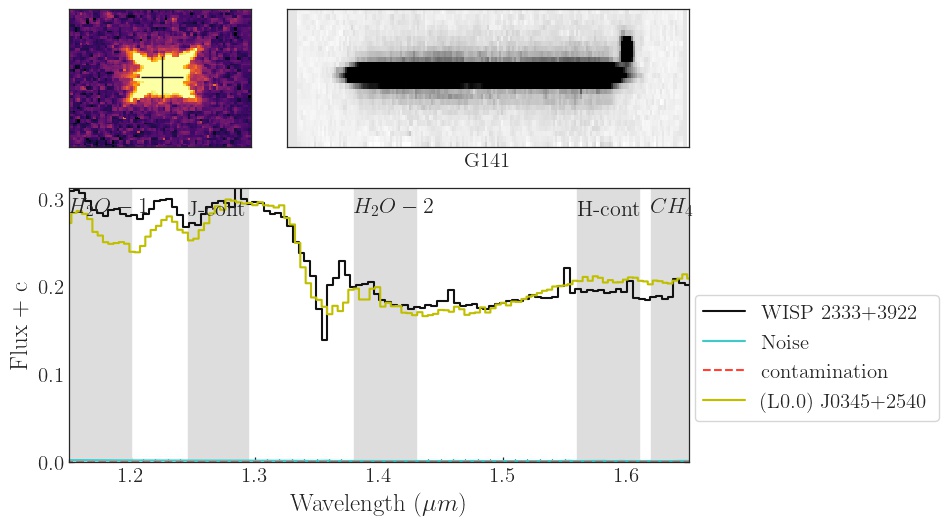 G141
H₂O − 1
J-cont
H₂O − 2
H-cont
CH₄
0.3
0.2
0.1
0.0
Flux + c
1.2
1.3
1.4
1.5
1.6
Wavelength (μm)
WISP 2333+3922
Noise
contamination
(L0.0) J0345+2540